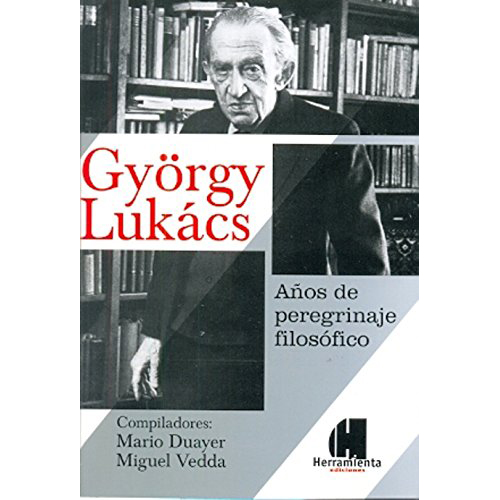 György
Lukács
Años de
peregrinaje
filosófico
Compiladores:
Mario Duayer
Miguel Vedda
H
Herramienta
ediciones